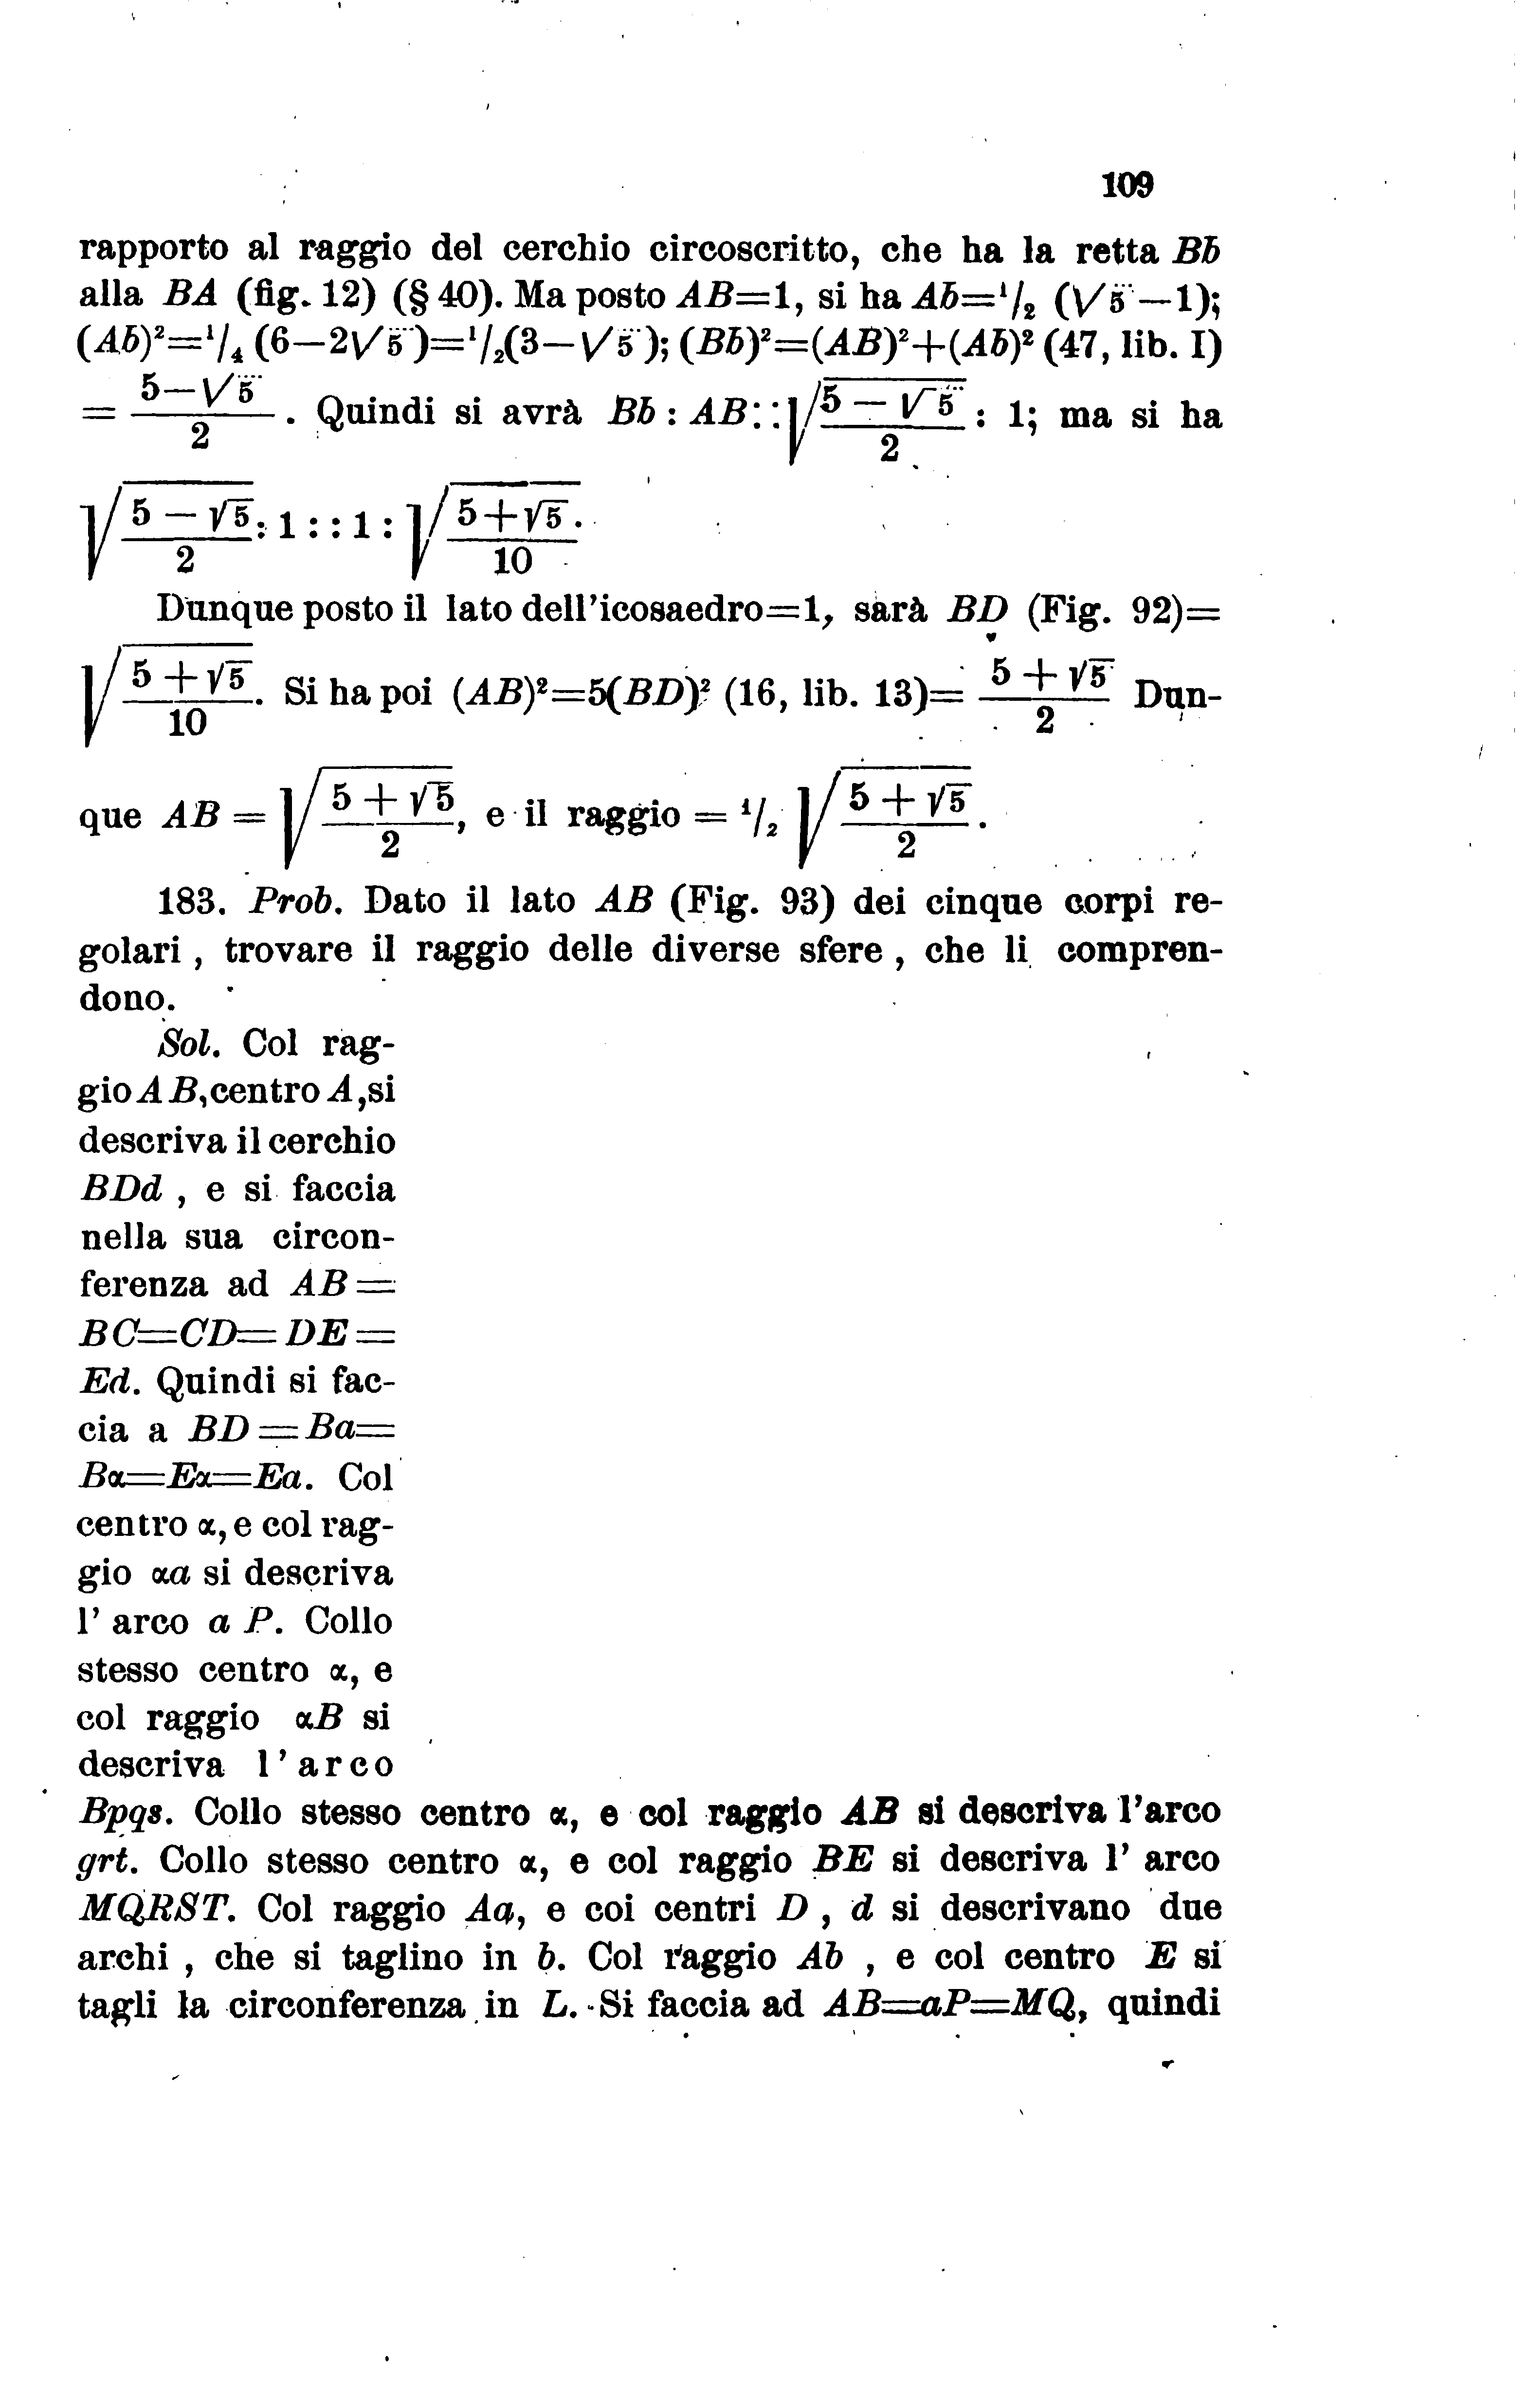 109
rapporto al raggio del cerchio circoscritto, che ha la retta Bb
alla BA (fig. 12) (§ 40). Ma posto AB=1, si ha Ab=¹/₂ (√5 —1);
(Ab)²=¹/₄ (6—2√5 )=¹/₂(3—√5 ); (Bb)²=(AB)²+(Ab)² (47, lib. I)
= (5—√5)/2 . Quindi si avrà Bb : AB :: √((5 — √5)/2) : 1; ma si ha
√((5 — √5)/2) : 1 : : 1 : √((5+√5)/10).
Dunque posto il lato dell'icosaedro=1, sarà BD (Fig. 92)=
√((5 + √5)/10). Si ha poi (AB)²=5(BD)² (16, lib. 13)= (5 + √5)/2 Dun-
que AB = √((5 + √5)/2), e il raggio = ¹/₂ √((5 + √5)/2).
183. Prob. Dato il lato AB (Fig. 93) dei cinque corpi re-
golari , trovare il raggio delle diverse sfere , che li compren-
dono.
Sol. Col rag-
gio A B,centro A,si
descriva il cerchio
BDd , e si faccia
nella sua circon-
ferenza ad AB =
BC=CD= DE =
Ed. Quindi si fac-
cia a BD = Ba=
Bα=Eα=Ea. Col
centro α, e col rag-
gio αa si descriva
l' arco a P. Collo
stesso centro α, e
col raggio αB si
descriva l'arco
Bpqs. Collo stesso centro α, e col raggio AB si descriva l'arco
grt. Collo stesso centro α, e col raggio BE si descriva l' arco
MQRST. Col raggio Aa, e coi centri D , d si descrivano due
archi , che si taglino in b. Col raggio Ab , e col centro E si
tagli la circonferenza in L. Si faccia ad AB=aP=MQ, quindi